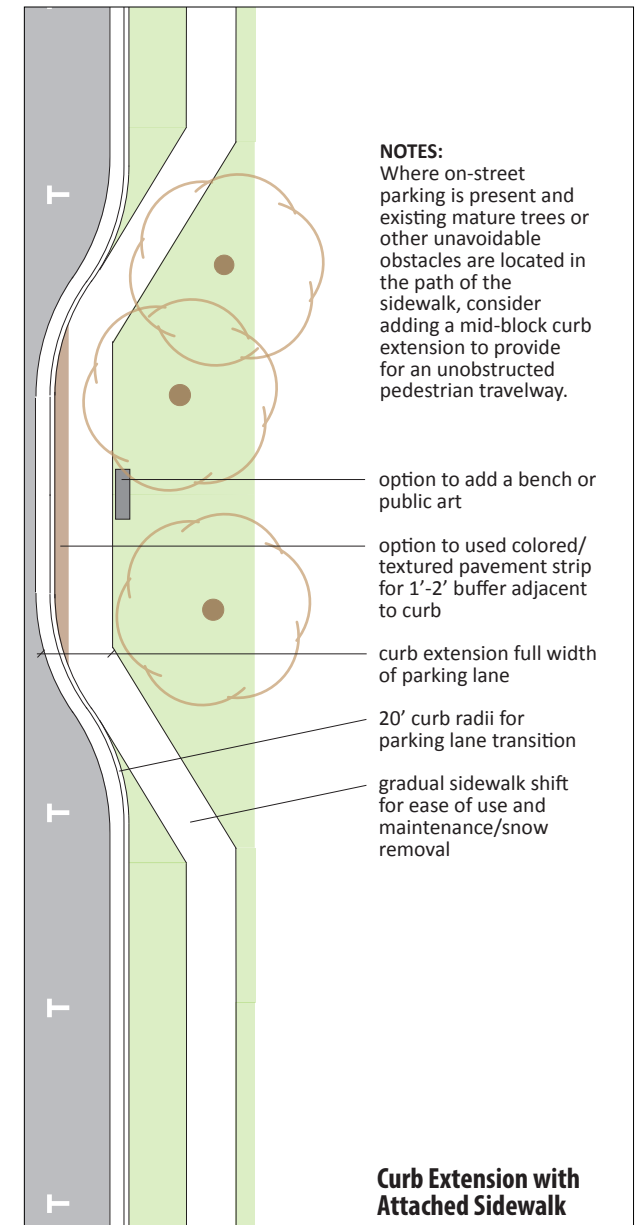 NOTES:
Where on-street
parking is present and
existing mature trees or
other unavoidable
obstacles are located in
the path of the
sidewalk, consider
adding a mid-block curb
extension to provide
for an unobstructed
pedestrian travelway.
option to add a bench or
public art
option to used colored/
textured pavement strip
for 1'-2' buffer adjacent
to curb
curb extension full width
of parking lane
20' curb radii for
parking lane transition
gradual sidewalk shift
for ease of use and
maintenance/snow
removal
Curb Extension with
Attached Sidewalk